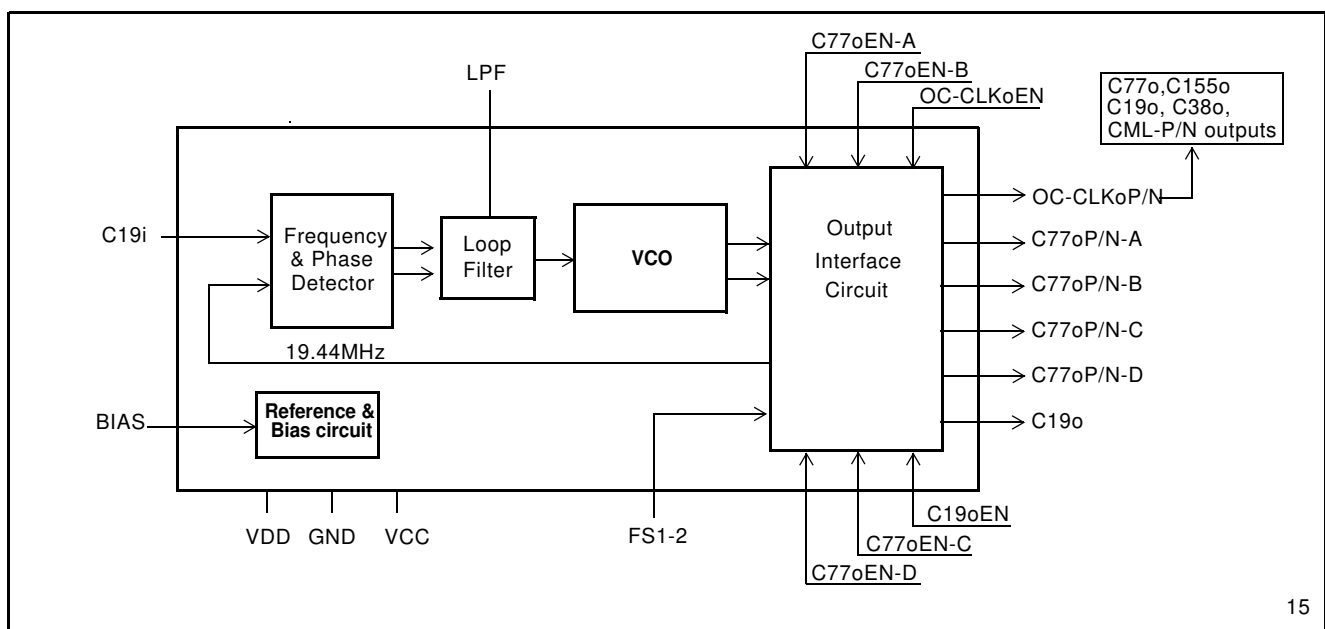 C77oEN-A
C77oEN-B
OC-CLKoEN
LPF
C77o,C155o
C19o, C38o,
CML-P/N outputs
C19i
Frequency
& Phase
Detector
Loop
Filter
VCO
Output
Interface
Circuit
OC-CLKoP/N
C77oP/N-A
C77oP/N-B
C77oP/N-C
C77oP/N-D
C19o
19.44MHz
BIAS
Reference &
Bias circuit
VDD
GND
VCC
FS1-2
C19oEN
C77oEN-C
C77oEN-D
15